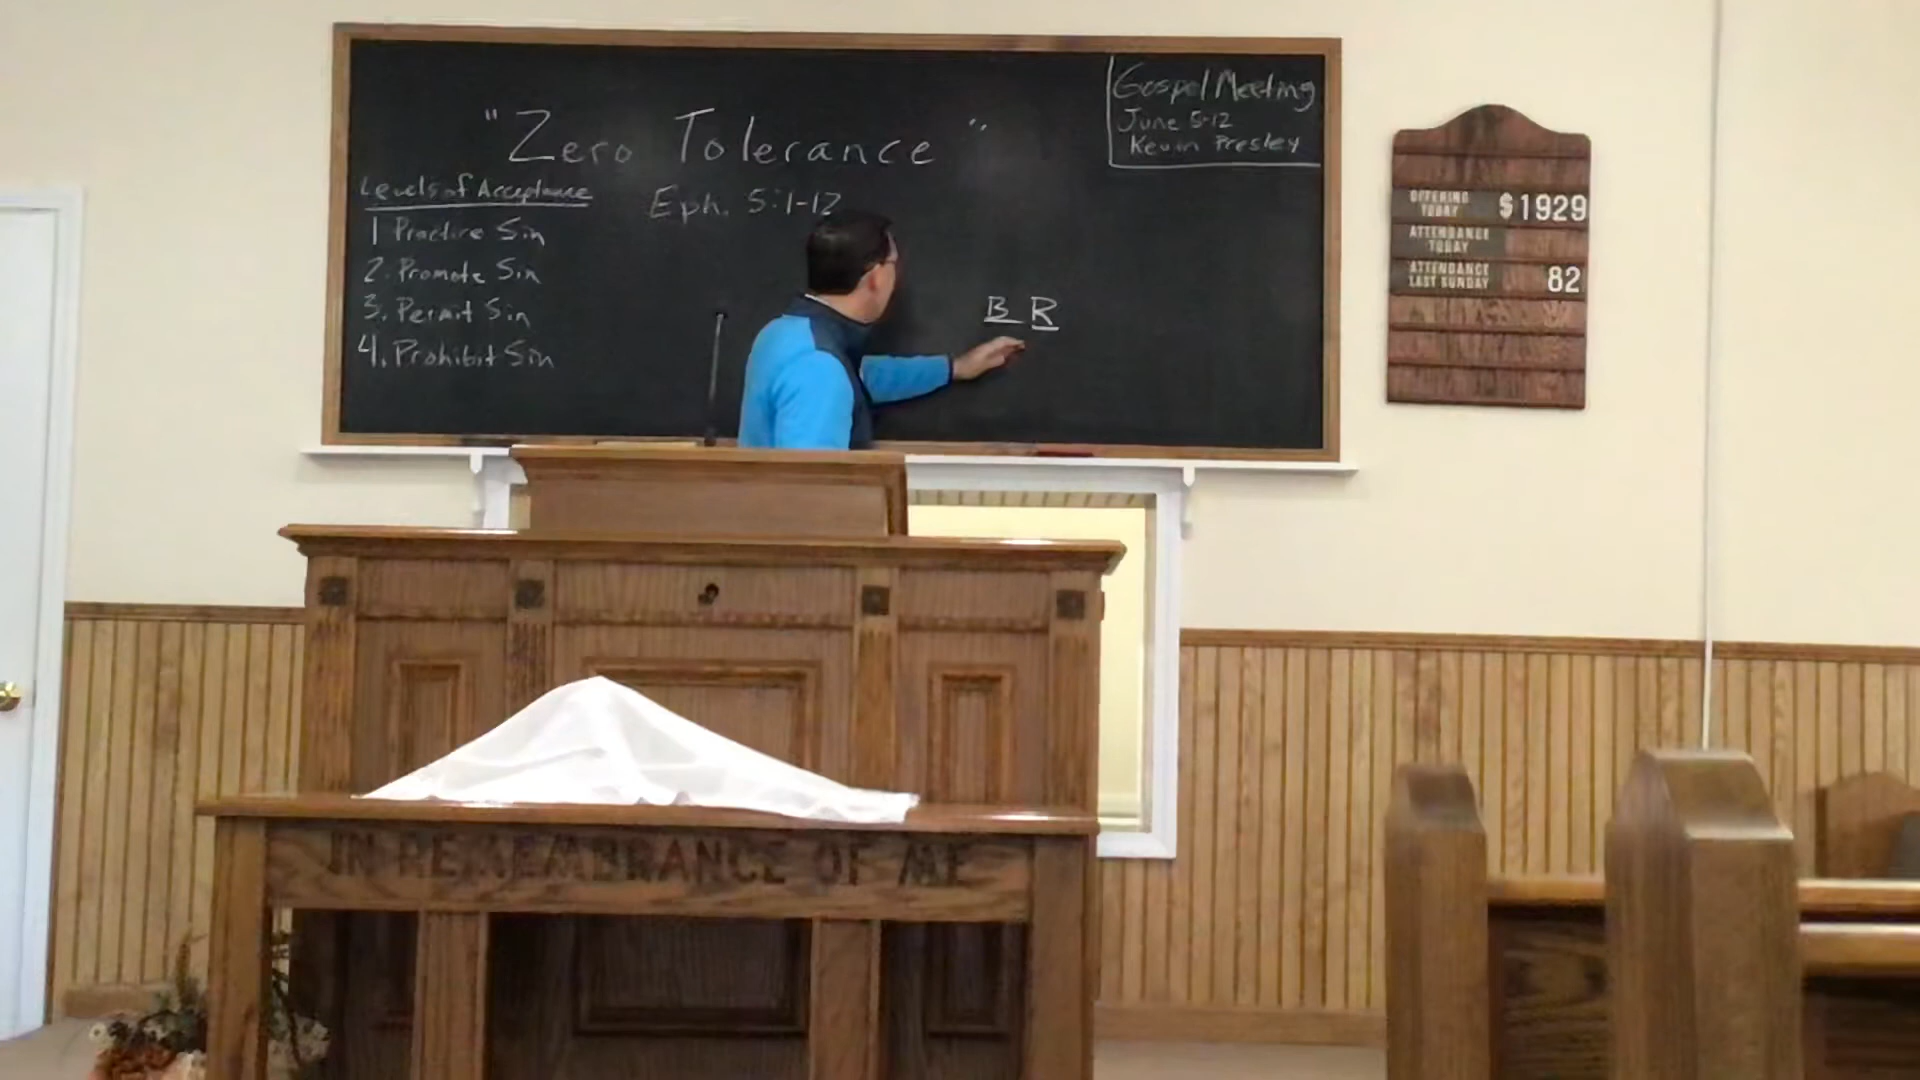 "Zero Tolerance"
Eph. 5:1-12
Levels of Acceptance
1 Practice Sin
2. Promote Sin
3. Permit Sin
4. Prohibit Sin
B R
Gospel Meeting
June 5-12
Kevin Presley
OFFERING TODAY $1929
ATTENDANCE TODAY
ATTENDANCE LAST SUNDAY 82
IN REMEMBRANCE OF ME